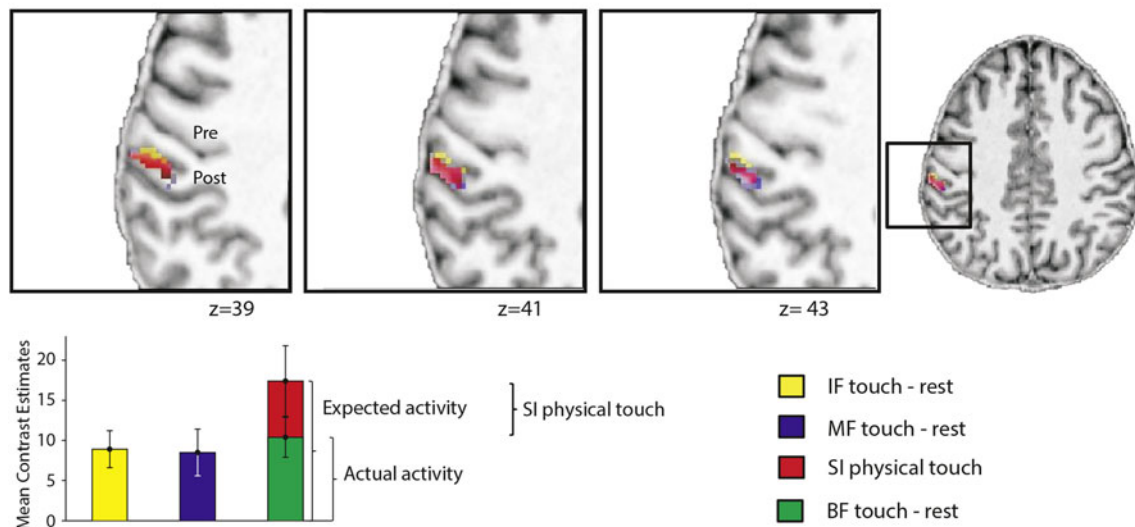 Pre
Post
z=39
z=41
z= 43
Mean Contrast Estimates
20
15
10
5
0
Expected activity
SI physical touch
Actual activity
IF touch - rest
MF touch - rest
SI physical touch
BF touch - rest